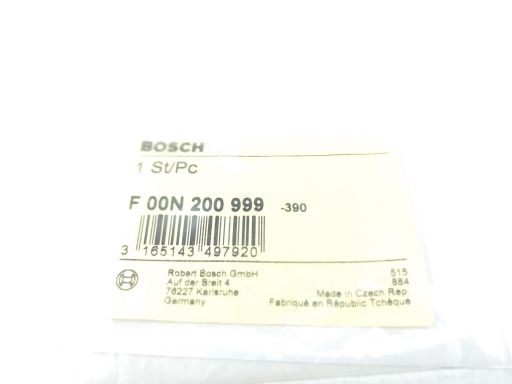 BOSCH
1 St/Pc
F 00N 200 999 -390
3 165143 497920
Robert Bosch GmbH 515
Auf der Breit 4 884
76227 Karlsruhe Made in Czech Rep.
Germany Fabriqué en Républic Tchèque